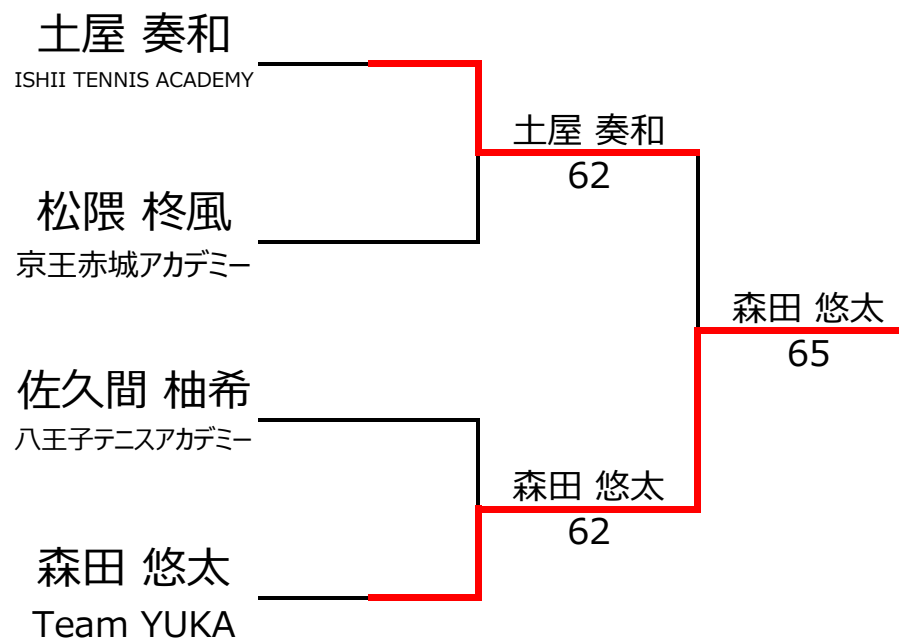 土屋 奏和
ISHII TENNIS ACADEMY
松隈 柊風
京王赤城アカデミー
佐久間 柚希
八王子テニスアカデミー
森田 悠太
Team YUKA
土屋 奏和
62
森田 悠太
62
森田 悠太
65